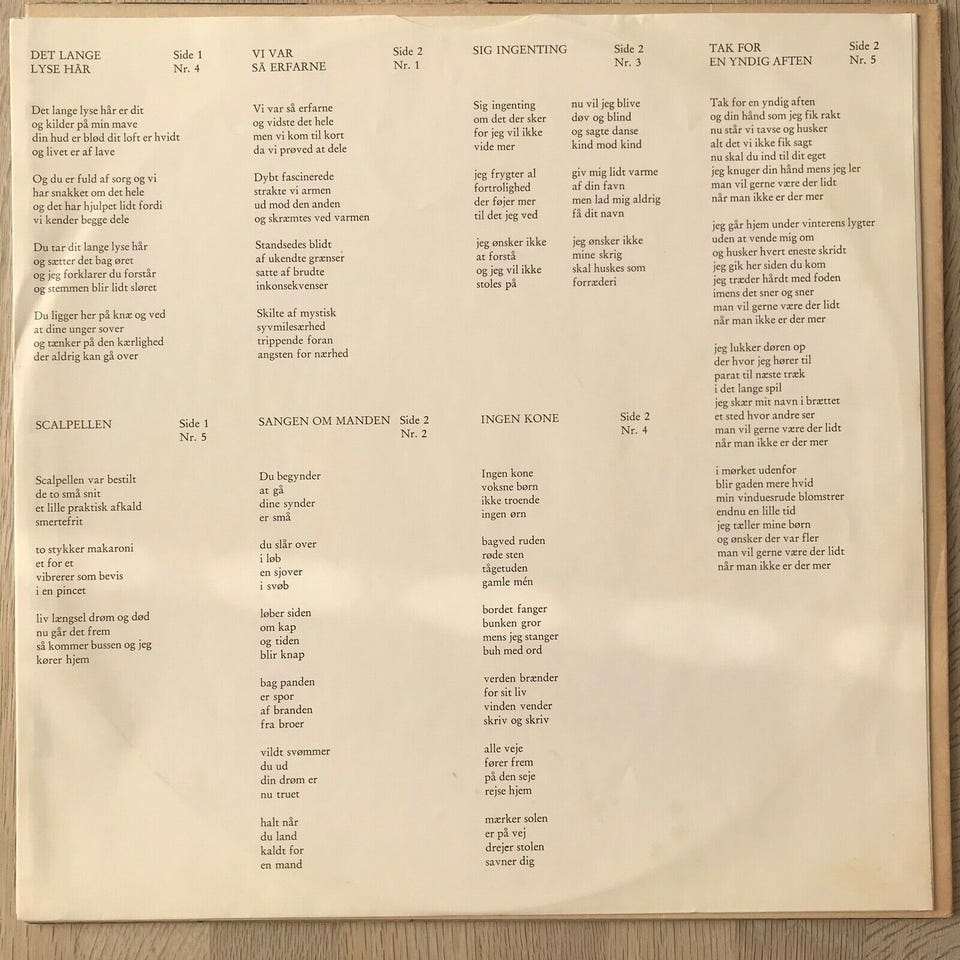 DET LANGE
LYSE HÅR
Side 1
Nr. 4
Det lange lyse hår er dit
og kilder på min mave
din hud er blød dit løft er hvidt
og livet er af lave
Og du er fuld af sorg og vi
har snakket om det hele
og det har hjulpet lidt fordi
vi kender begge dele
Du tar dit lange lyse hår
og sætter det bag øret
og jeg forklarer du forstår
og stemmen blir lidt sløret
Du ligger her på knæ og ved
at dine unger sover
og tænker på den kærlighed
der aldrig kan gå over
SCALPELLEN
Side 1
Nr. 5
Scalpellen var bestilt
de to små snit
et lille praktisk afkald
smertefrit
to stykker makaroni
et for et
vibrerer som bevis
i en pincet
liv længsel drøm og død
nu går det frem
så kommer bussen og jeg
kører hjem
VI VAR
SÅ ERFARNE
Side 2
Nr. 1
Vi var så erfarne
og vidste det hele
men vi kom til kort
da vi prøved at dele
Dybt fascinerede
strakte vi armen
ud mod den anden
og skræmtes ved varmen
Standsedes blidt
af ukendte grænser
satte af brudte
inkonsekvenser
Skilte af mystisk
syvmilesærhed
trippende foran
angsten for nærhed
SANGEN OM MANDEN
Side 2
Nr. 2
Du begynder
at gå
dine synder
er små
du slår over
i løb
en sjover
i svøb
løber siden
om kap
og tiden
blir knap
bag panden
er spor
af branden
fra broer
vildt svømmer
du ud
din drøm er
nu truet
halt når
du land
kaldt for
en mand
SIG INGENTING
Side 2
Nr. 3
Sig ingenting
om det der sker
for jeg vil ikke
vide mer
jeg frygter al
fortrolighed
der føjer mer
til det jeg ved
jeg ønsker ikke
at forstå
og jeg vil ikke
stoles på
nu vil jeg blive
døv og blind
og sagte danse
kind mod kind
giv mig lidt varme
af din favn
men lad mig aldrig
få dit navn
jeg ønsker ikke
mine skrig
skal huskes som
forræderi
INGEN KONE
Side 2
Nr. 4
Ingen kone
voksne børn
ikke troende
ingen ørn
bagved ruden
røde sten
tågetuden
gamle mén
bordet fanger
bunken gror
mens jeg stanger
buh med ord
verden brænder
for sit liv
vinden vender
skriv og skriv
alle veje
fører frem
på den seje
rejse hjem
mærker solen
er på vej
drejer stolen
savner dig
TAK FOR
EN YNDIG AFTEN
Side 2
Nr. 5
Tak for en yndig aften
og din hånd som jeg fik rakt
nu står vi tavse og husker
alt det vi ikke fik sagt
nu skal du ind til dit eget
jeg knuger din hånd mens jeg ler
man vil gerne være der lidt
når man ikke er der mer
jeg går hjem under vinterens lygter
uden at vende mig om
og husker hvert eneste skridt
jeg gik her siden du kom
jeg træder hårdt med foden
imens det sner og sner
man vil gerne være der lidt
når man ikke er der mer
jeg lukker døren op
der hvor jeg hører til
parat til næste træk
i det lange spil
jeg skær mit navn i brættet
et sted hvor andre ser
man vil gerne være der lidt
når man ikke er der mer
i mørket udenfor
blir gaden mere hvid
min vinduesrude blomstrer
endnu en lille tid
jeg tæller mine børn
og ønsker der var fler
man vil gerne være der lidt
når man ikke er der mer